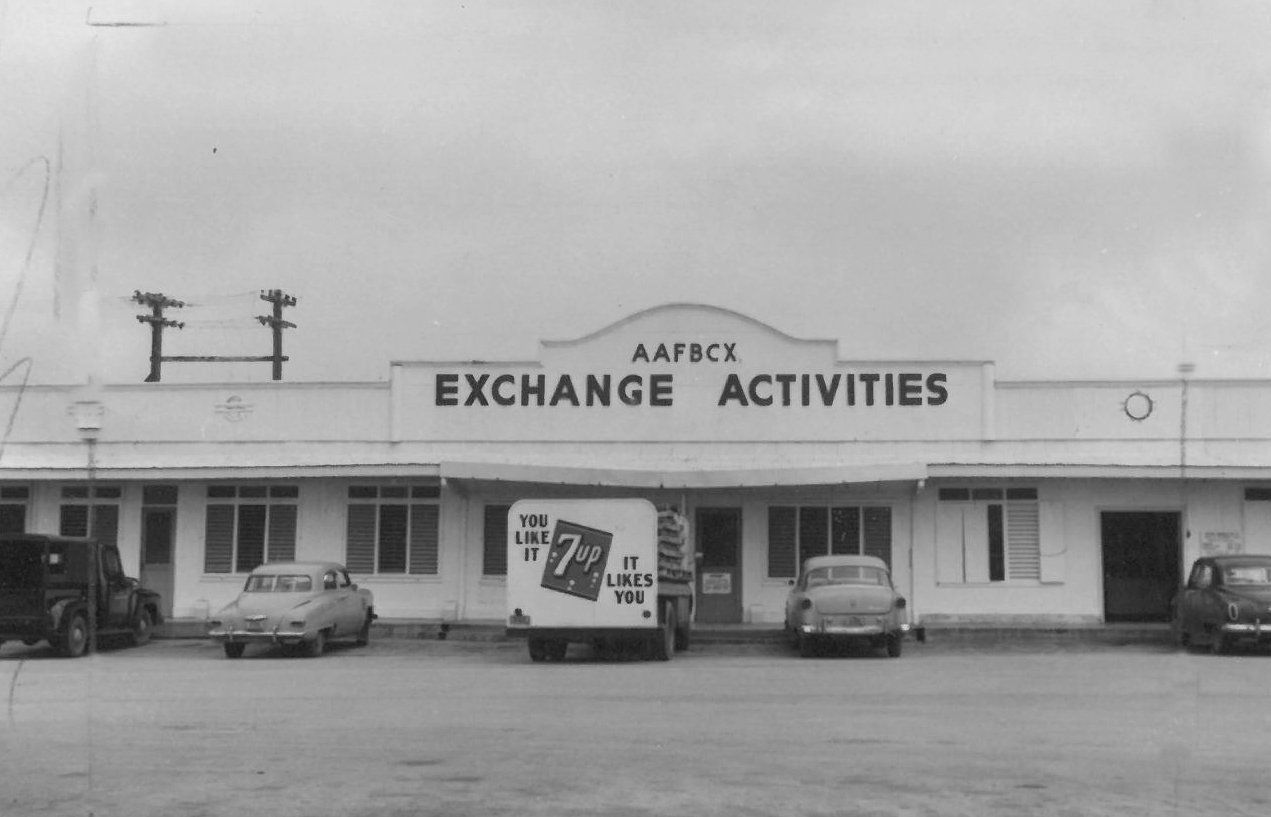 AAFBCX
EXCHANGE ACTIVITIES
YOU
LIKE
IT
7up
IT
LIKES
YOU